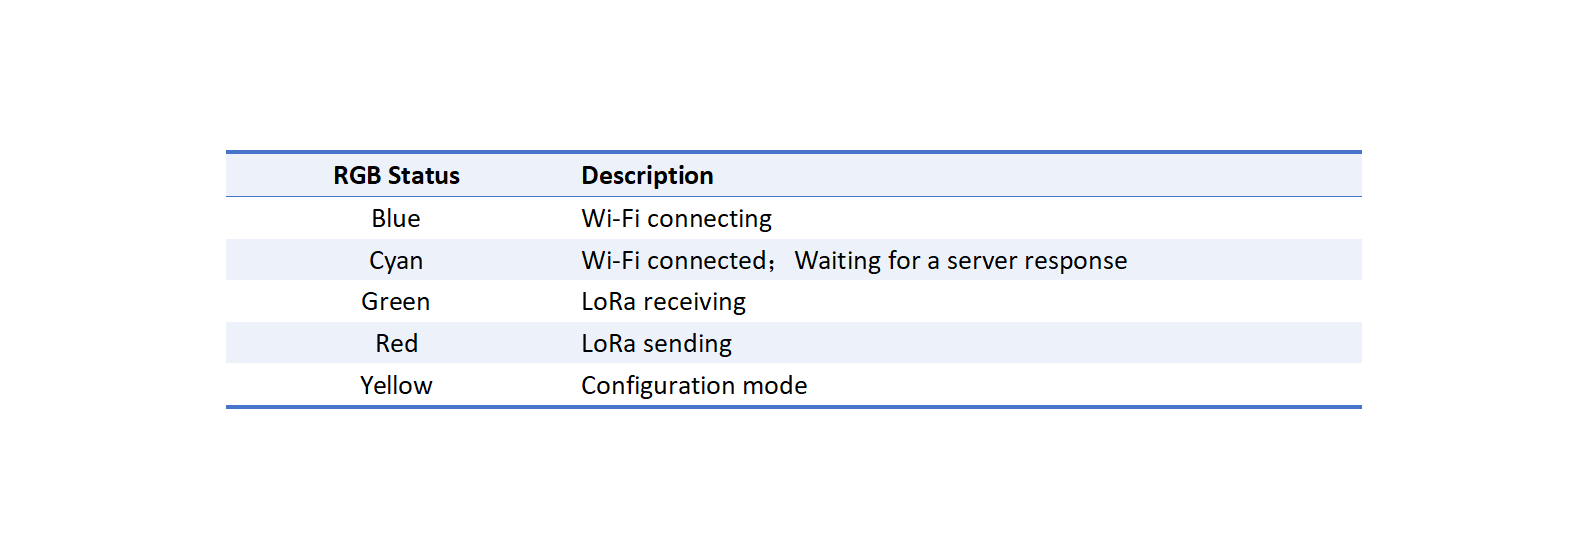 RGB Status Description
Blue Wi-Fi connecting
Cyan Wi-Fi connected；Waiting for a server response
Green LoRa receiving
Red LoRa sending
Yellow Configuration mode